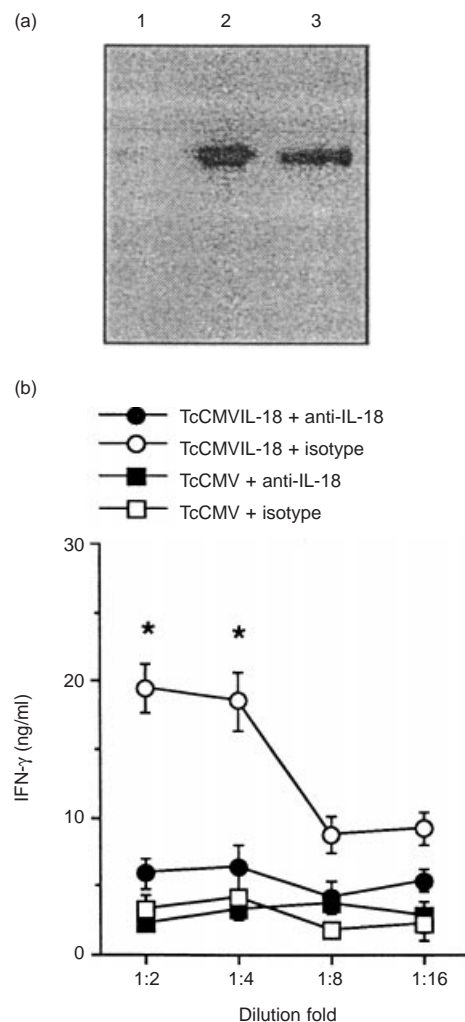 (a)
1 2 3
(b)
TcCMVIL-18 + anti-IL-18
TcCMVIL-18 + isotype
TcCMV + anti-IL-18
TcCMV + isotype
30
20
10
0
IFN-γ (ng/ml)
* *
1:2 1:4 1:8 1:16
Dilution fold